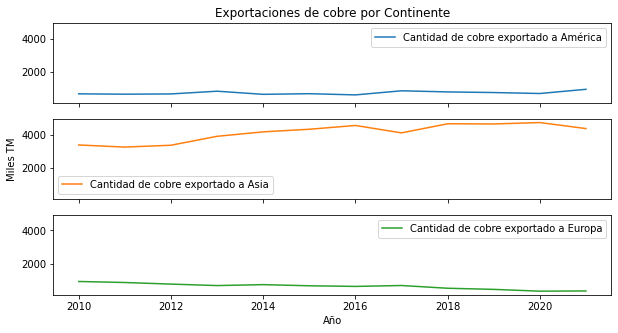 Exportaciones de cobre por Continente
4000
2000
Cantidad de cobre exportado a América
Miles TM
4000
2000
Cantidad de cobre exportado a Asia
4000
2000
Cantidad de cobre exportado a Europa
2010 2012 2014 2016 2018 2020
Año